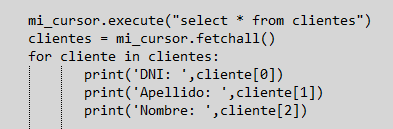 mi_cursor.execute("select * from clientes")
clientes = mi_cursor.fetchall()
for cliente in clientes:
        print('DNI: ',cliente[0])
        print('Apellido: ',cliente[1])
        print('Nombre: ',cliente[2])